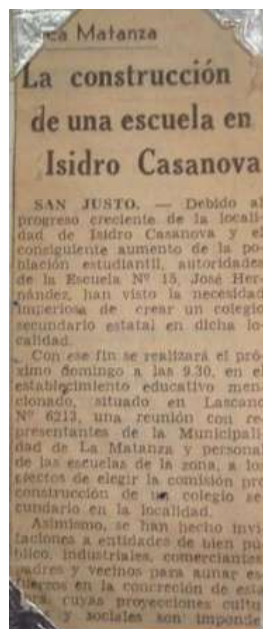 ca Matanza
La construcción
de una escuela en
Isidro Casanova
SAN JUSTO. — Debido al
progreso creciente de la locali-
dad de Isidro Casanova y el
consiguiente aumento de la po-
blación estudiantil, autoridades
de la Escuela Nº 15, José Her-
nández, han visto la necesidad
imperiosa de crear un colegio
secundario estatal en dicha lo-
calidad.
Con ese fin se realizará el pró-
ximo domingo a las 9.30, en el
establecimiento educativo men-
cionado, situado en Lascano
Nº 6213, una reunión con re-
presentantes de la Municipali-
dad de La Matanza y personal
de las escuelas de la zona, a los
efectos de elegir la comisión pro
construcción de un colegio se-
cundario en la localidad.
Asimismo, se han hecho invi-
taciones a entidades de bien pú-
blico, industriales, comerciantes
padres y vecinos para aunar es-
fuerzos en la concreción de esta
obra, cuyas proyecciones cultu
y sociales son imponde